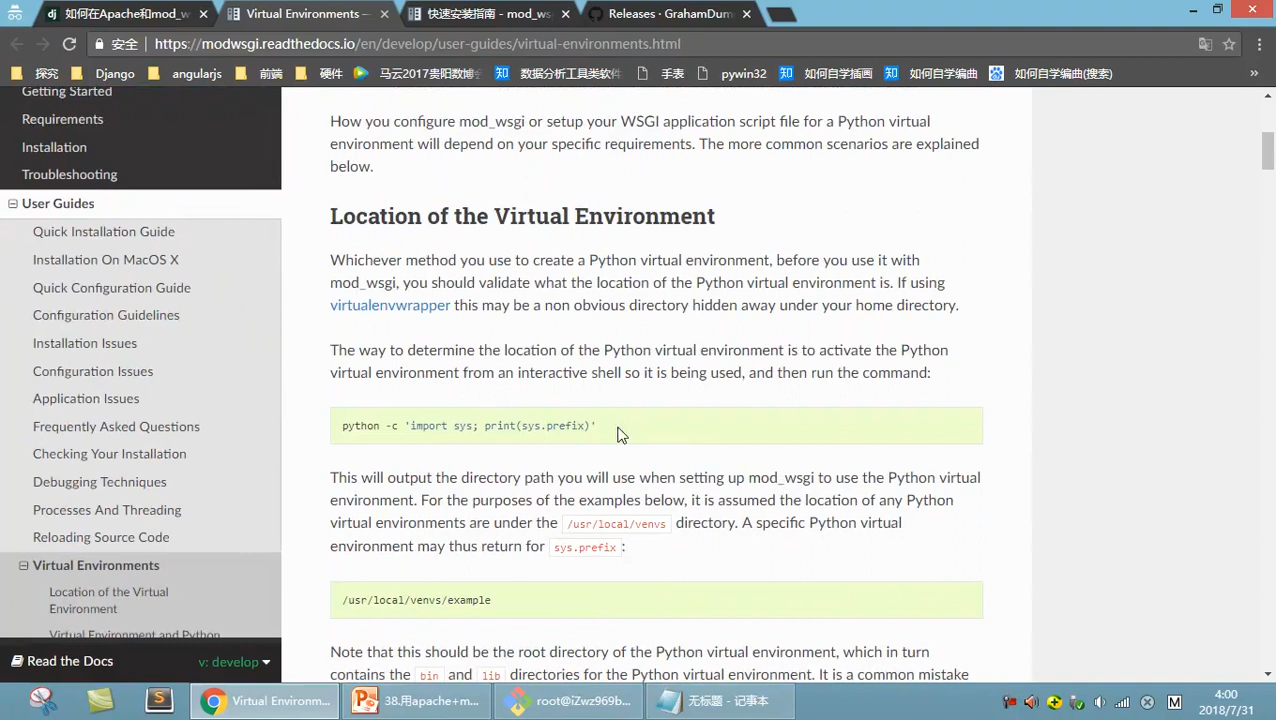 如何在Apache和mod_w
Virtual Environments —
快速安装指南 - mod_ws
Releases · GrahamDum
安全 https://modwsgi.readthedocs.io/en/develop/user-guides/virtual-environments.html
探究 Django angularjs 前端 硬件 马云2017贵阳数博 数据分析工具类软件 手表 pywin32 如何自学插画 如何自学编曲 如何自学编曲(搜索) »
Getting Started
Requirements
Installation
Troubleshooting
User Guides
Quick Installation Guide
Installation On MacOS X
Quick Configuration Guide
Configuration Guidelines
Installation Issues
Configuration Issues
Application Issues
Frequently Asked Questions
Checking Your Installation
Debugging Techniques
Processes And Threading
Reloading Source Code
Virtual Environments
Location of the Virtual
Environment
Virtual Environment and Python
Read the Docs
v: develop
How you configure mod_wsgi or setup your WSGI application script file for a Python virtual
environment will depend on your specific requirements. The more common scenarios are explained
below.
Location of the Virtual Environment
Whichever method you use to create a Python virtual environment, before you use it with
mod_wsgi, you should validate what the location of the Python virtual environment is. If using
virtualenvwrapper this may be a non obvious directory hidden away under your home directory.
The way to determine the location of the Python virtual environment is to activate the Python
virtual environment from an interactive shell so it is being used, and then run the command:
python -c 'import sys; print(sys.prefix)'
This will output the directory path you will use when setting up mod_wsgi to use the Python virtual
environment. For the purposes of the examples below, it is assumed the location of any Python
virtual environments are under the /usr/local/venvs directory. A specific Python virtual
environment may thus return for sys.prefix :
/usr/local/venvs/example
Note that this should be the root directory of the Python virtual environment, which in turn
contains the bin and lib directories for the Python virtual environment. It is a common mistake
Virtual Environm...
38.用apache+m...
root@iZwz969b...
无标题 - 记事本
M
4:00
2018/7/31